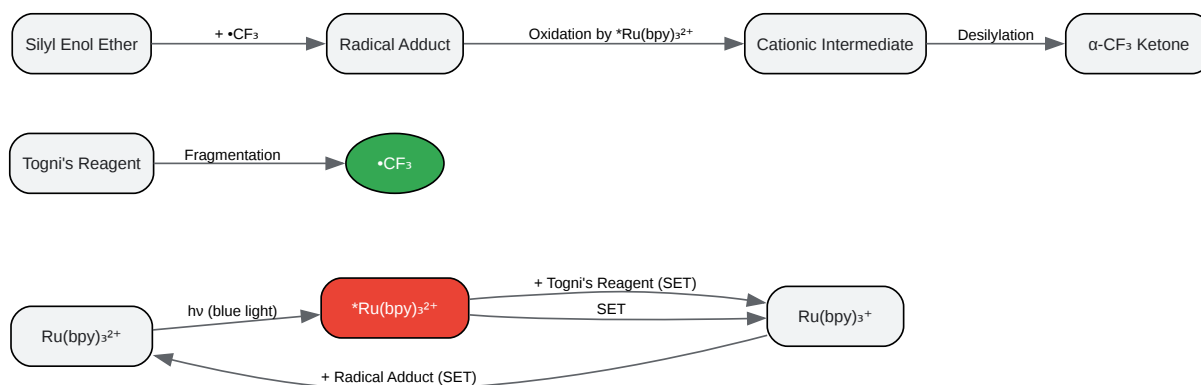 Silyl Enol Ether
+ •CF₃
Radical Adduct
Oxidation by *Ru(bpy)₃²⁺
Cationic Intermediate
Desilylation
α-CF₃ Ketone
Togni's Reagent
Fragmentation
•CF₃
Ru(bpy)₃²⁺
hν (blue light)
*Ru(bpy)₃²⁺
+ Togni's Reagent (SET)
SET
Ru(bpy)₃⁺
+ Radical Adduct (SET)